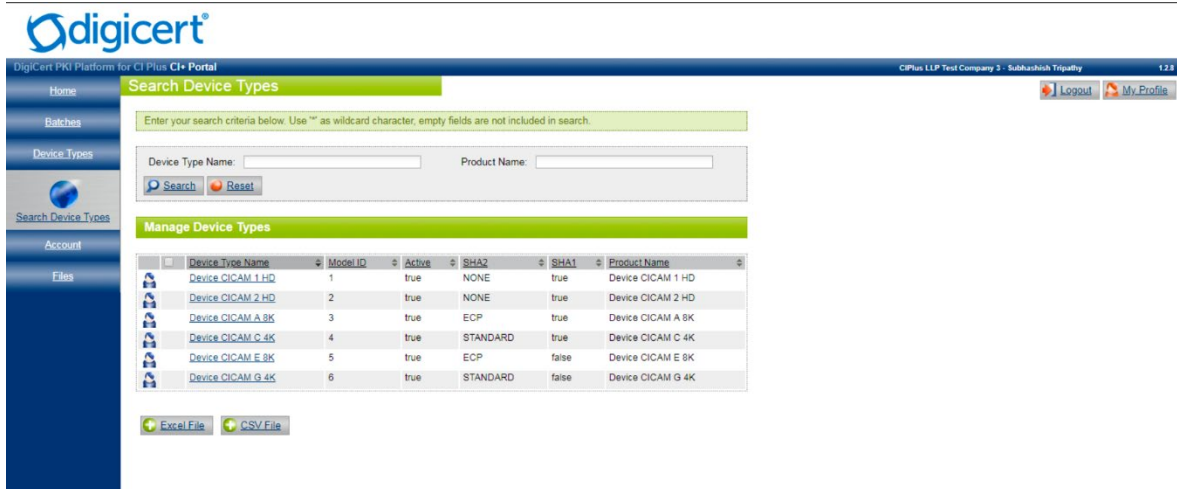 digicert®
DigiCert PKI Platform for CI Plus CI+ Portal
CIPlus LLP Test Company 3 - Subhashish Tripathy
1.2.8
Home
Batches
Device Types
Search Device Types
Account
Files
Search Device Types
Logout
My Profile
Enter your search criteria below. Use "*" as wildcard character, empty fields are not included in search.
Device Type Name:
Product Name:
Search
Reset
Manage Device Types
Device Type Name Model ID Active SHA2 SHA1 Product Name
Device CICAM 1 HD 1 true NONE true Device CICAM 1 HD
Device CICAM 2 HD 2 true NONE true Device CICAM 2 HD
Device CICAM A 8K 3 true ECP true Device CICAM A 8K
Device CICAM C 4K 4 true STANDARD true Device CICAM C 4K
Device CICAM E 8K 5 true ECP false Device CICAM E 8K
Device CICAM G 4K 6 true STANDARD false Device CICAM G 4K
Excel File
CSV File